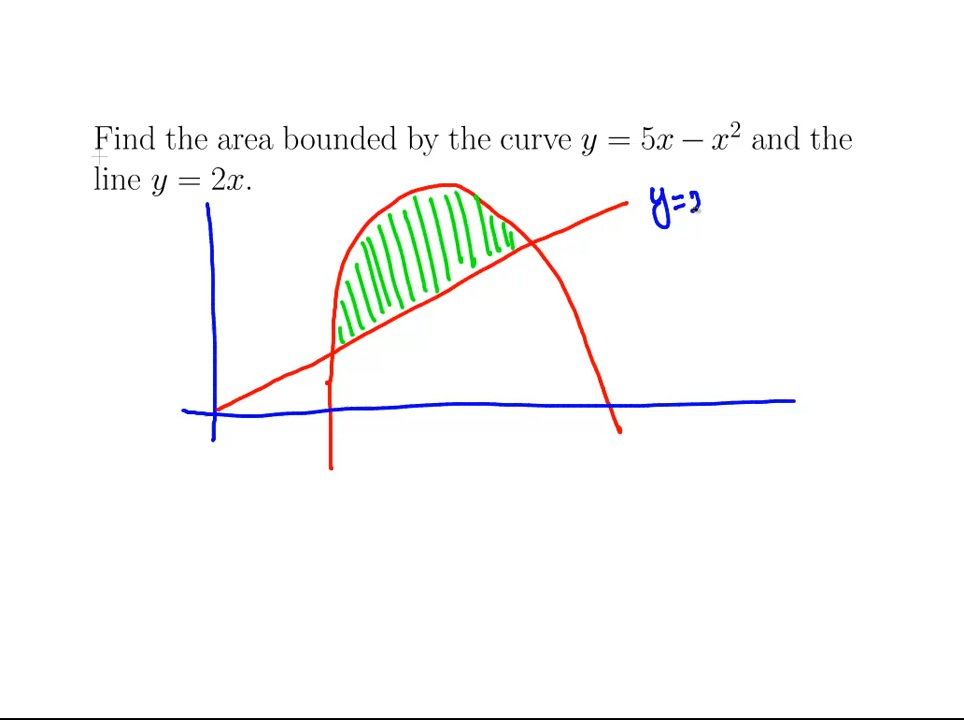 Find the area bounded by the curve y = 5x − x² and the
line y = 2x.
y=